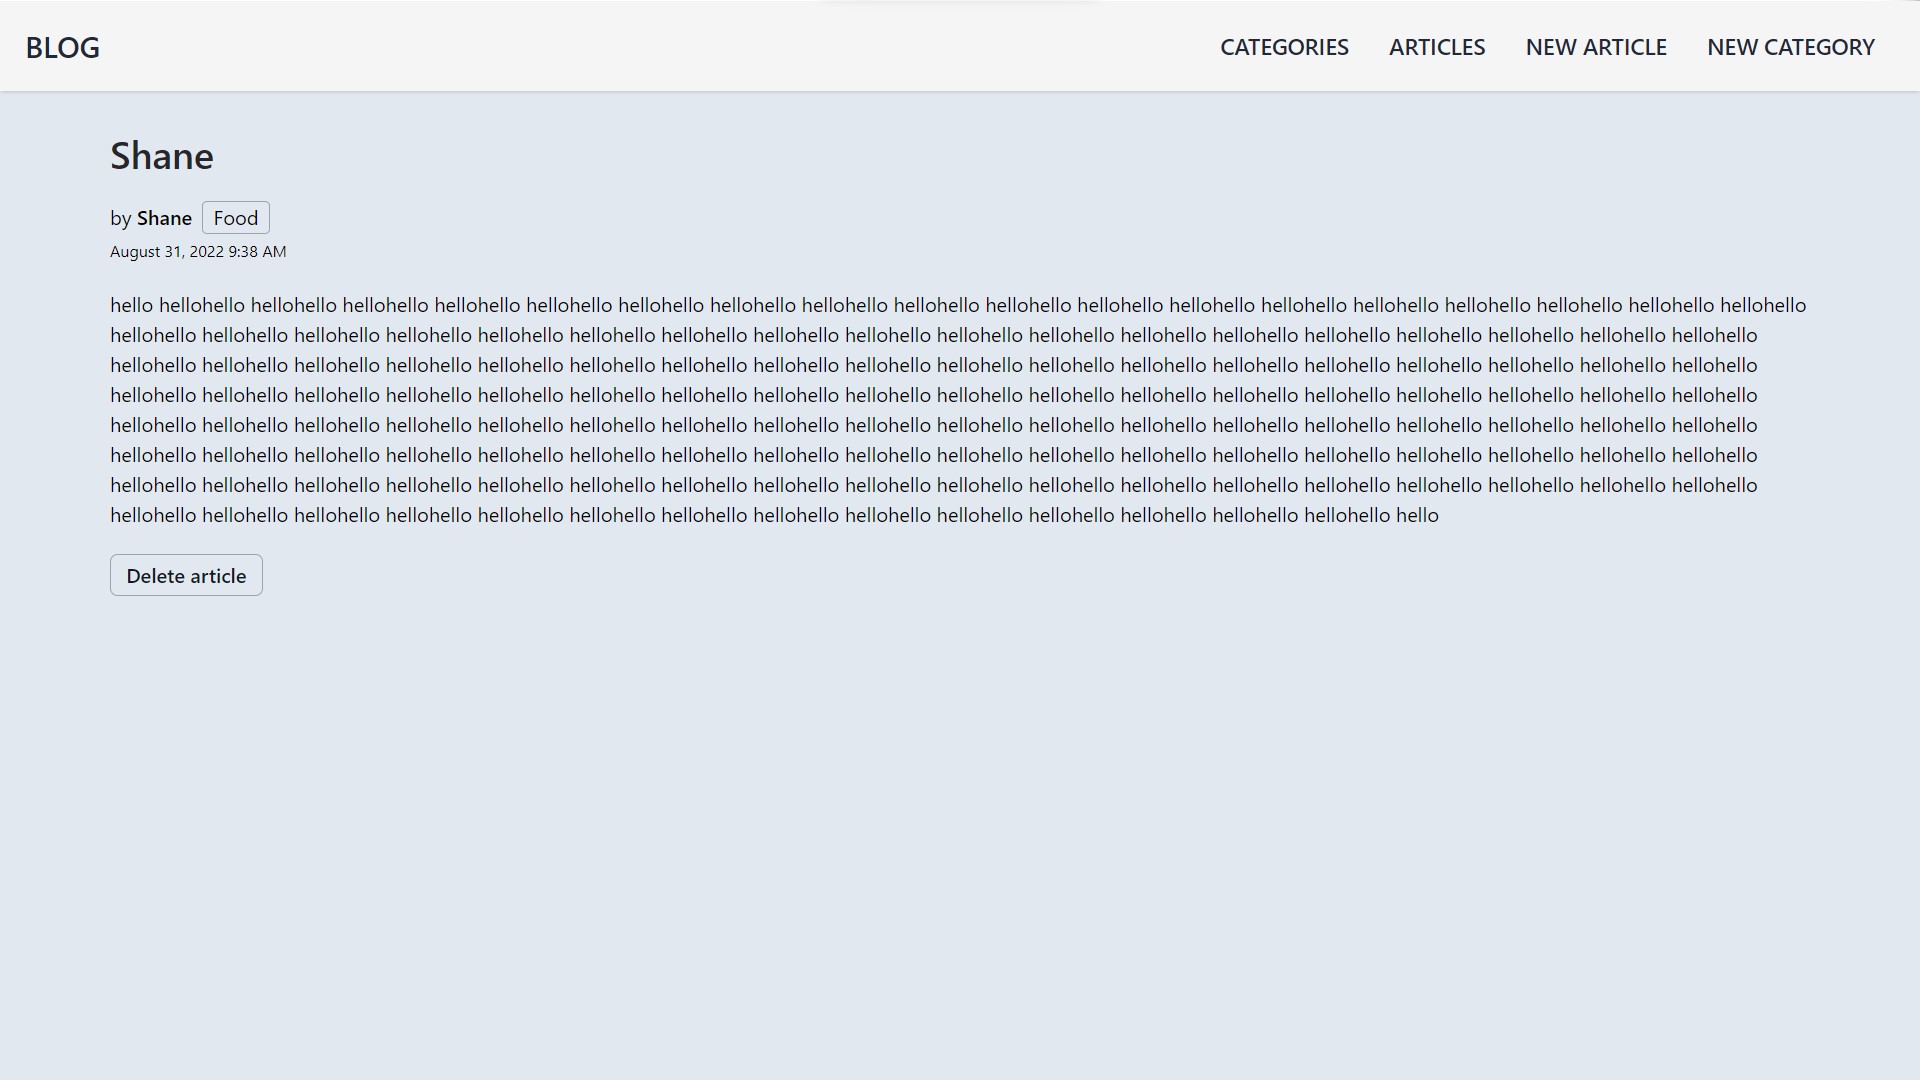 BLOG
CATEGORIES ARTICLES NEW ARTICLE NEW CATEGORY
Shane
by Shane Food
August 31, 2022 9:38 AM
hello hellohello hellohello hellohello hellohello hellohello hellohello hellohello hellohello hellohello hellohello hellohello hellohello hellohello hellohello hellohello hellohello hellohello hellohello
hellohello hellohello hellohello hellohello hellohello hellohello hellohello hellohello hellohello hellohello hellohello hellohello hellohello hellohello hellohello hellohello hellohello hellohello
hellohello hellohello hellohello hellohello hellohello hellohello hellohello hellohello hellohello hellohello hellohello hellohello hellohello hellohello hellohello hellohello hellohello hellohello
hellohello hellohello hellohello hellohello hellohello hellohello hellohello hellohello hellohello hellohello hellohello hellohello hellohello hellohello hellohello hellohello hellohello hellohello
hellohello hellohello hellohello hellohello hellohello hellohello hellohello hellohello hellohello hellohello hellohello hellohello hellohello hellohello hellohello hellohello hellohello hellohello
hellohello hellohello hellohello hellohello hellohello hellohello hellohello hellohello hellohello hellohello hellohello hellohello hellohello hellohello hellohello hellohello hellohello hellohello
hellohello hellohello hellohello hellohello hellohello hellohello hellohello hellohello hellohello hellohello hellohello hellohello hellohello hellohello hellohello hellohello hellohello hellohello
hellohello hellohello hellohello hellohello hellohello hellohello hellohello hellohello hellohello hellohello hellohello hellohello hellohello hellohello hello
Delete article